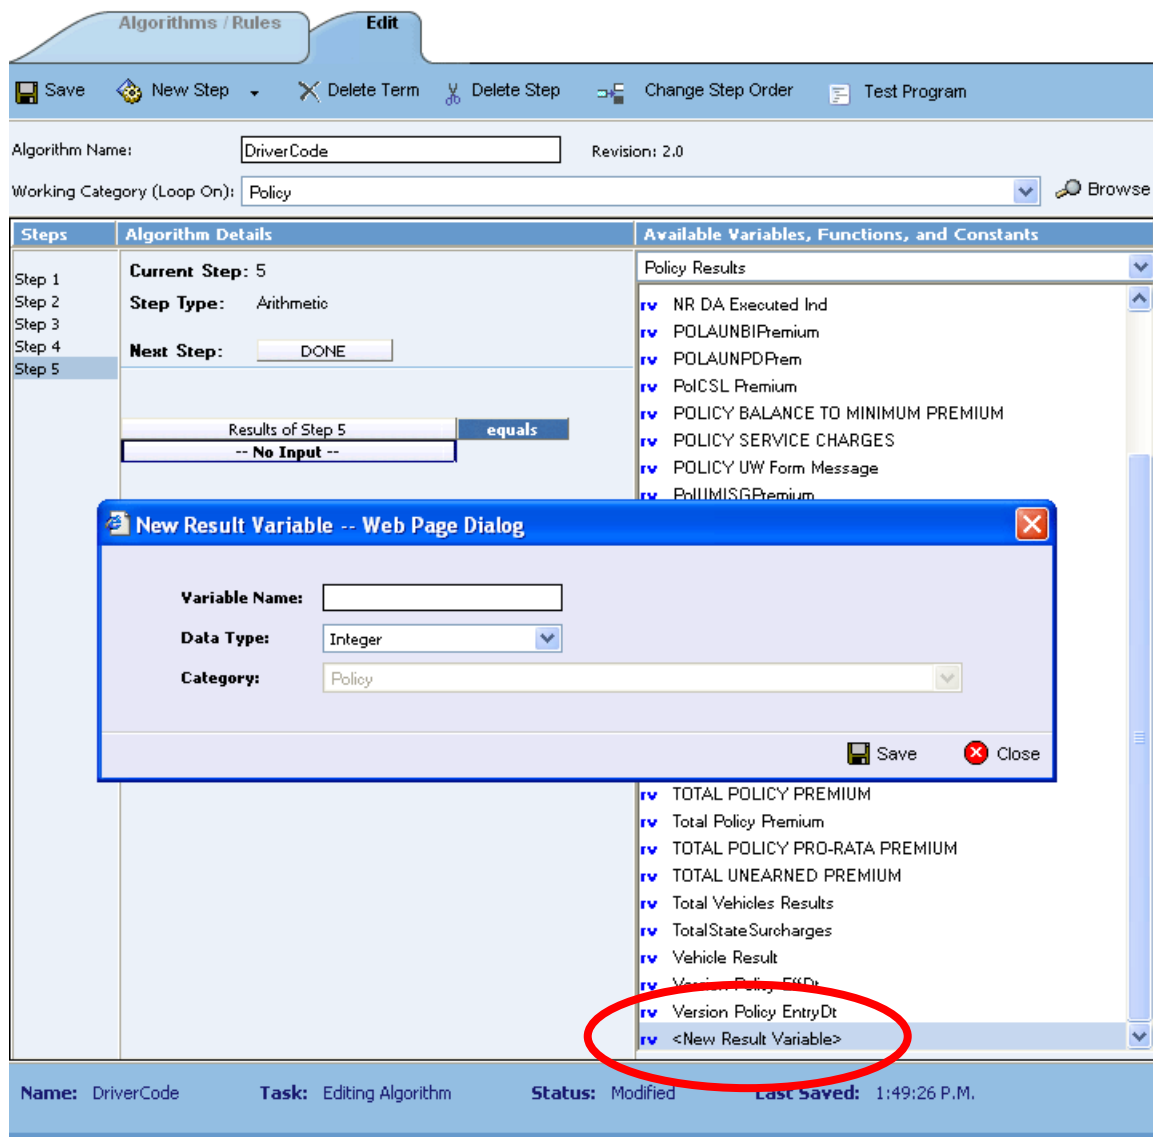 Algorithms / Rules
Edit
Save
New Step
Delete Term
Delete Step
Change Step Order
Test Program
Algorithm Name:
DriverCode
Revision: 2.0
Working Category (Loop On):
Policy
Browse
Steps
Algorithm Details
Available Variables, Functions, and Constants
Step 1
Step 2
Step 3
Step 4
Step 5
Current Step: 5
Step Type: Arithmetic
Next Step: DONE
Results of Step 5
equals
-- No Input --
Policy Results
rv NR DA Executed Ind
rv POLAUNBIPremium
rv POLAUNPDPrem
rv PolCSL Premium
rv POLICY BALANCE TO MINIMUM PREMIUM
rv POLICY SERVICE CHARGES
rv POLICY UW Form Message
rv PolUMISGPremium
New Result Variable -- Web Page Dialog
Variable Name:
Data Type: Integer
Category: Policy
Save
Close
rv TOTAL POLICY PREMIUM
rv Total Policy Premium
rv TOTAL POLICY PRO-RATA PREMIUM
rv TOTAL UNEARNED PREMIUM
rv Total Vehicles Results
rv TotalStateSurcharges
rv Vehicle Result
rv Version Policy EffDt
rv Version Policy EntryDt
rv <New Result Variable>
Name: DriverCode
Task: Editing Algorithm
Status: Modified
Last Saved: 1:49:26 P.M.